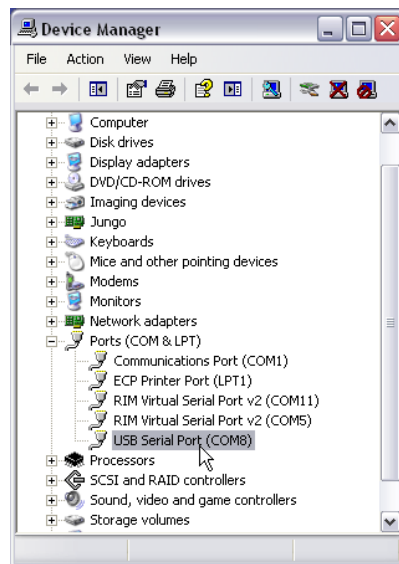 Device Manager
File Action View Help
Computer
Disk drives
Display adapters
DVD/CD-ROM drives
Imaging devices
Jungo
Keyboards
Mice and other pointing devices
Modems
Monitors
Network adapters
Ports (COM & LPT)
Communications Port (COM1)
ECP Printer Port (LPT1)
RIM Virtual Serial Port v2 (COM11)
RIM Virtual Serial Port v2 (COM5)
USB Serial Port (COM8)
Processors
SCSI and RAID controllers
Sound, video and game controllers
Storage volumes